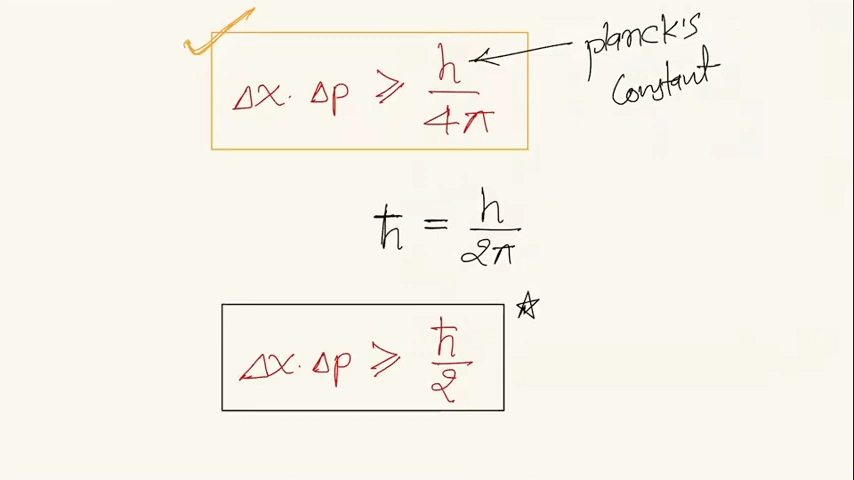 Δx. Δp ⩾ h/4π
planck's
constant
ħ = h/2π
Δx. Δp ⩾ ħ/2